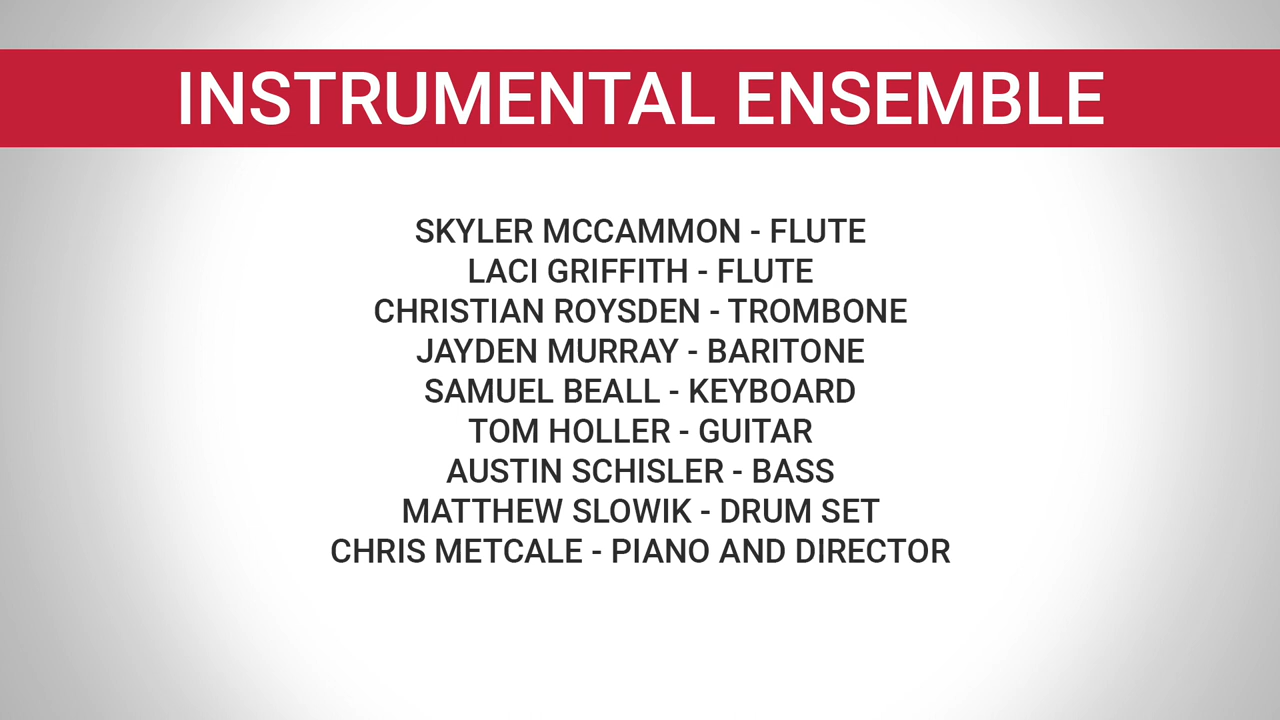 INSTRUMENTAL ENSEMBLE
SKYLER MCCAMMON - FLUTE
LACI GRIFFITH - FLUTE
CHRISTIAN ROYSDEN - TROMBONE
JAYDEN MURRAY - BARITONE
SAMUEL BEALL - KEYBOARD
TOM HOLLER - GUITAR
AUSTIN SCHISLER - BASS
MATTHEW SLOWIK - DRUM SET
CHRIS METCALE - PIANO AND DIRECTOR